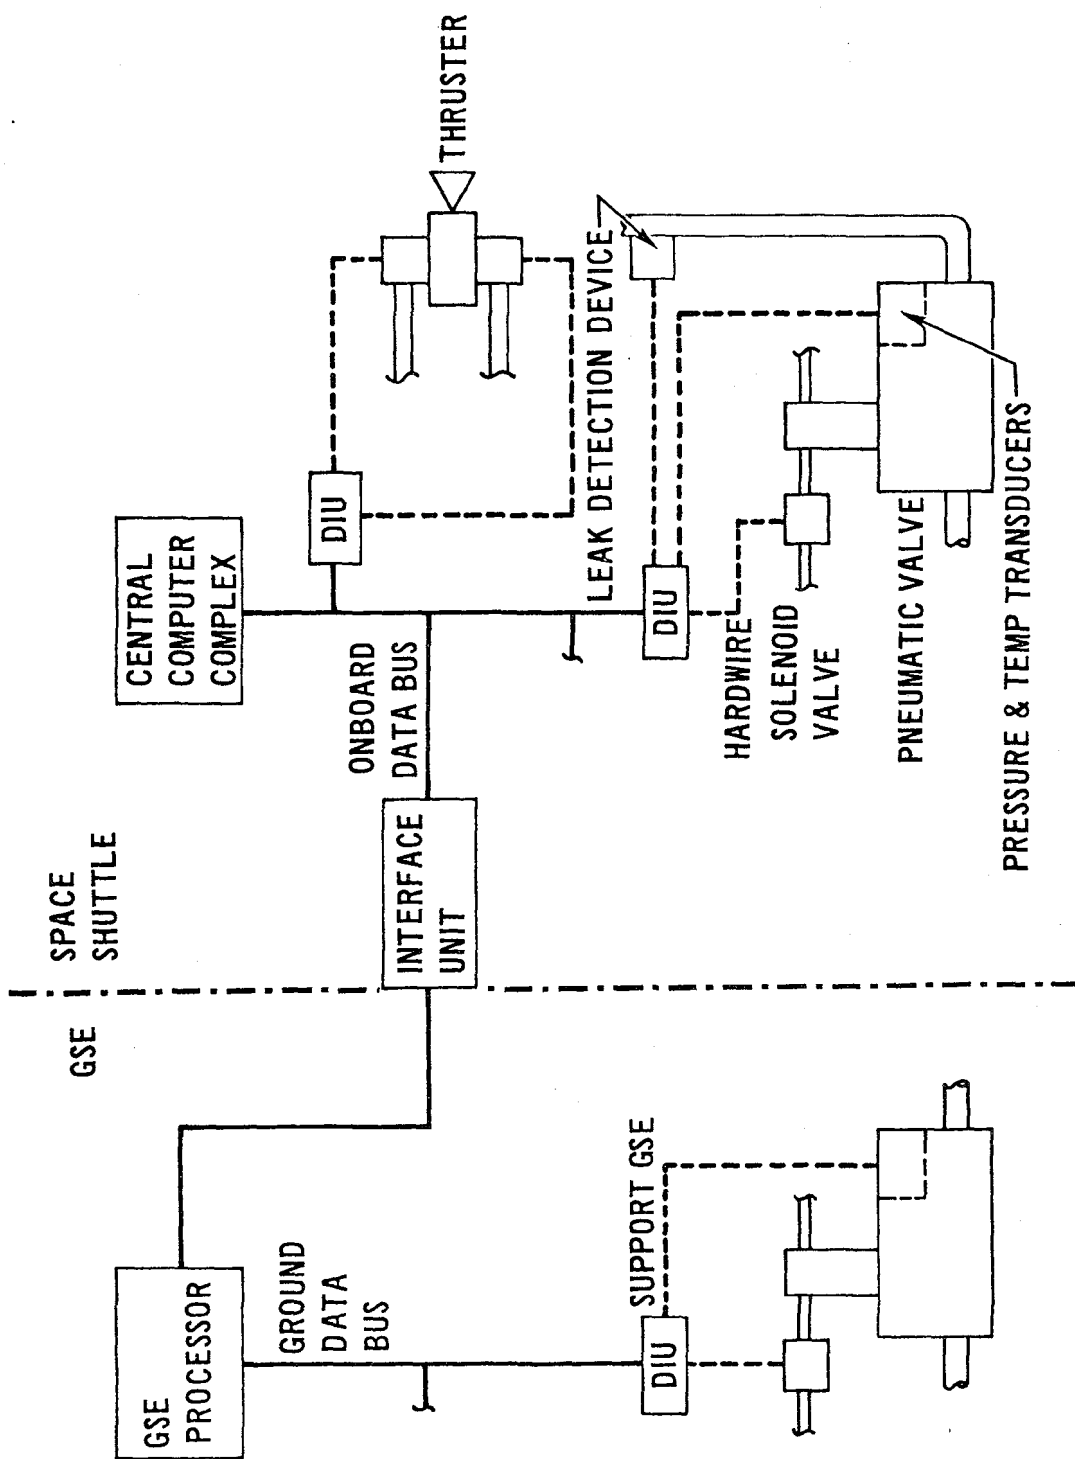 GSE
SPACE
SHUTTLE
GSE
PROCESSOR
CENTRAL
COMPUTER
COMPLEX
GROUND
DATA
BUS
INTERFACE
UNIT
ONBOARD
DATA BUS
DIU
THRUSTER
SUPPORT GSE
LEAK DETECTION DEVICE
DIU
DIU
HARDWIRE
SOLENOID
VALVE
PNEUMATIC VALVE
PRESSURE & TEMP TRANSDUCERS